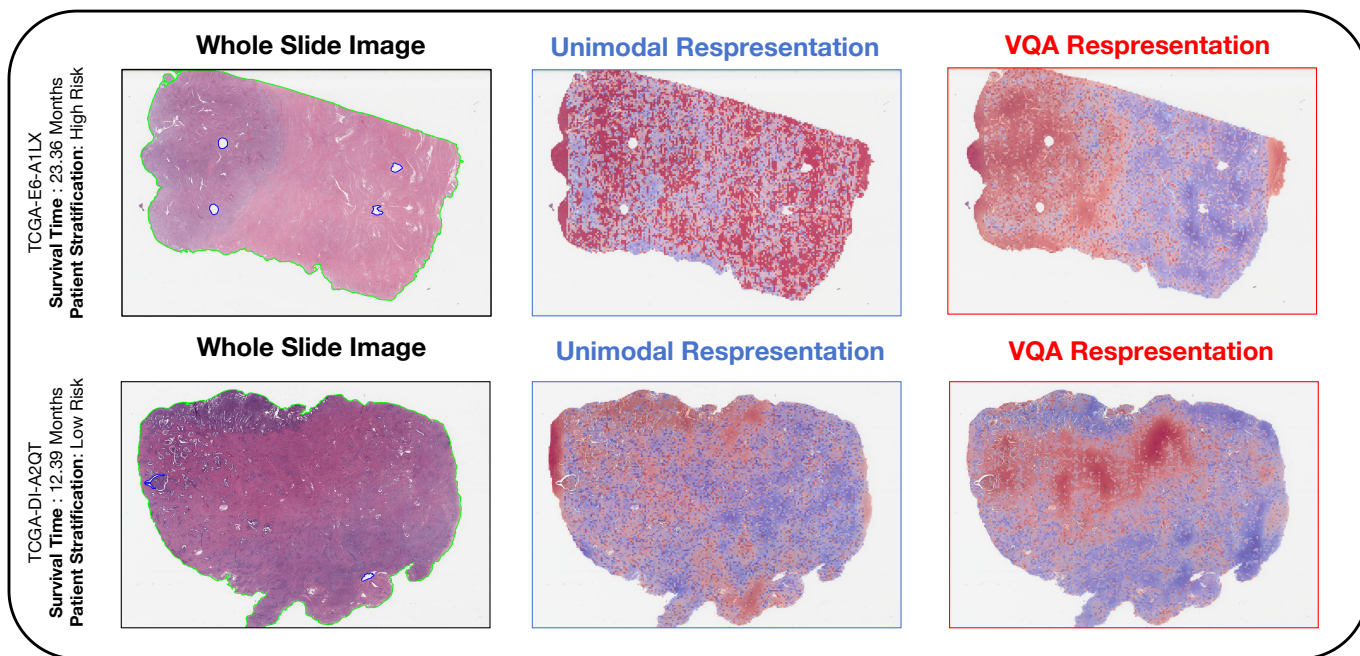 Whole Slide Image
Unimodal Respresentation
VQA Respresentation
TCGA-E6-A1LX
Survival Time : 23.36 Months
Patient Stratification: High Risk
Whole Slide Image
Unimodal Respresentation
VQA Respresentation
TCGA-DI-A2QT
Survival Time : 12.39 Months
Patient Stratification: Low Risk